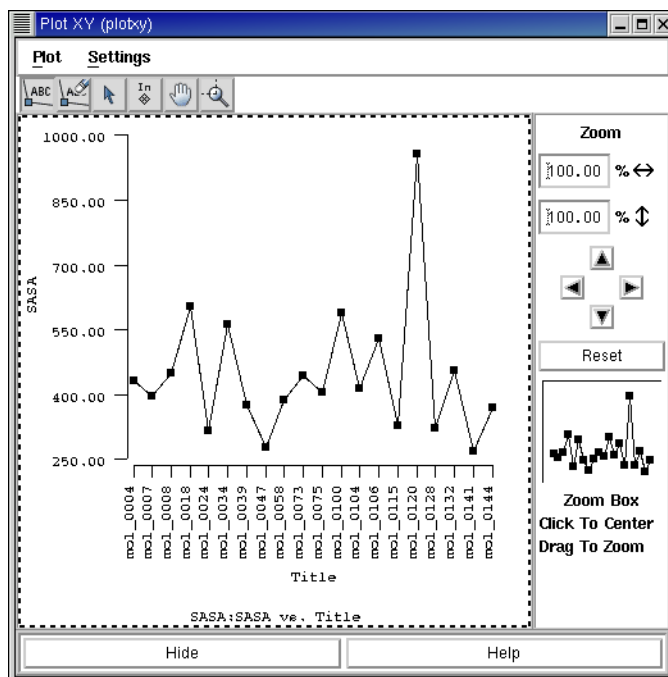 Plot XY (plotxy)
Plot Settings
ABC
In
1000.00
850.00
700.00
550.00
400.00
250.00
SASA
mol_0004
mol_0007
mol_0008
mol_0018
mol_0024
mol_0034
mol_0039
mol_0047
mol_0058
mol_0073
mol_0075
mol_0100
mol_0104
mol_0106
mol_0115
mol_0120
mol_0128
mol_0132
mol_0141
mol_0144
Title
SASA:SASA vs. Title
Zoom
100.00 %
100.00 %
Reset
Zoom Box
Click To Center
Drag To Zoom
Hide Help